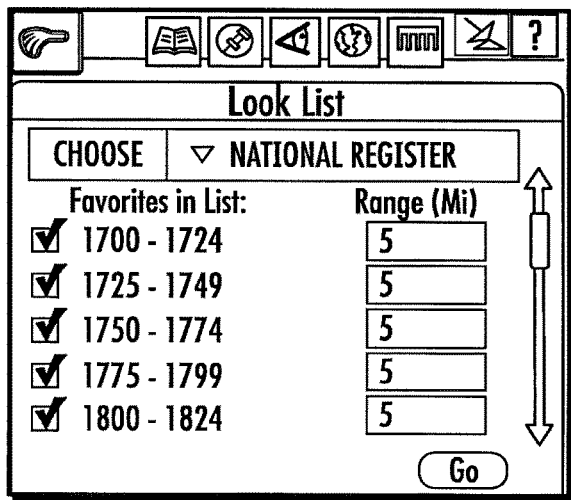 ?
Look List
CHOOSE ▽ NATIONAL REGISTER
Favorites in List: Range (Mi)
1700 - 1724 5
1725 - 1749 5
1750 - 1774 5
1775 - 1799 5
1800 - 1824 5
Go